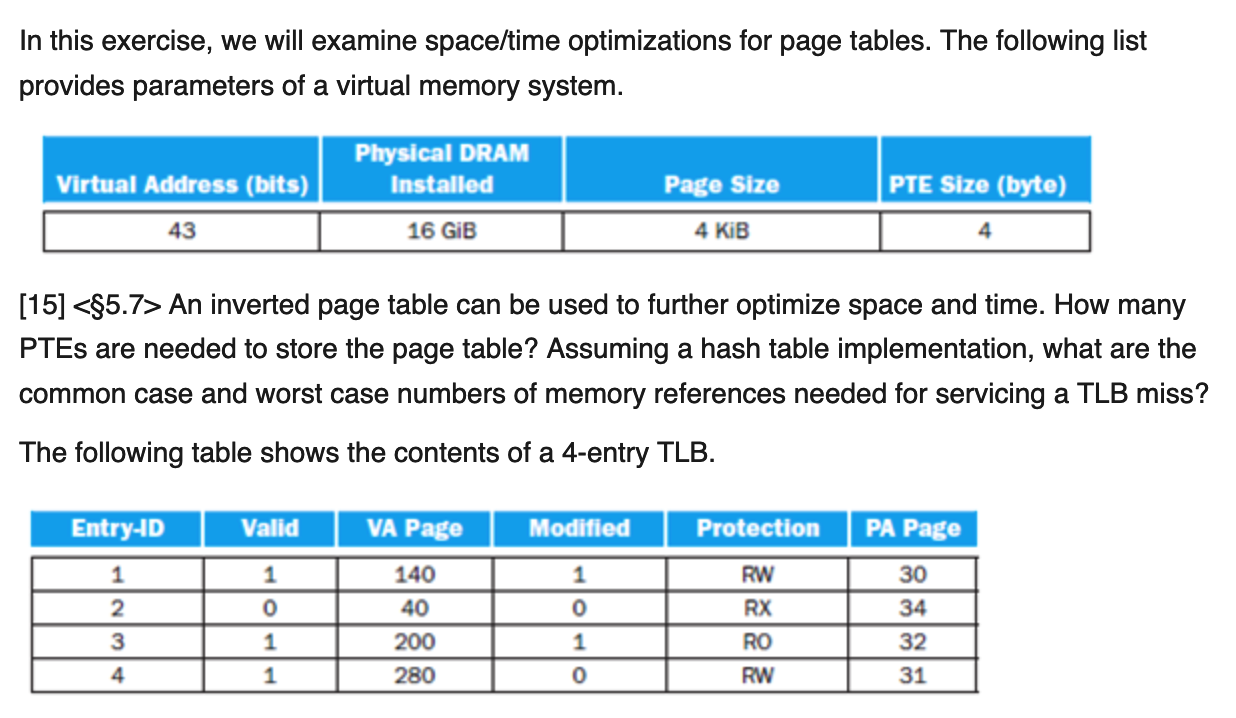 In this exercise, we will examine space/time optimizations for page tables. The following list
provides parameters of a virtual memory system.
Virtual Address (bits) Physical DRAM Installed Page Size PTE Size (byte)
43 16 GiB 4 KiB 4
[15] <§5.7> An inverted page table can be used to further optimize space and time. How many
PTEs are needed to store the page table? Assuming a hash table implementation, what are the
common case and worst case numbers of memory references needed for servicing a TLB miss?
The following table shows the contents of a 4-entry TLB.
Entry-ID Valid VA Page Modified Protection PA Page
1 1 140 1 RW 30
2 0 40 0 RX 34
3 1 200 1 RO 32
4 1 280 0 RW 31